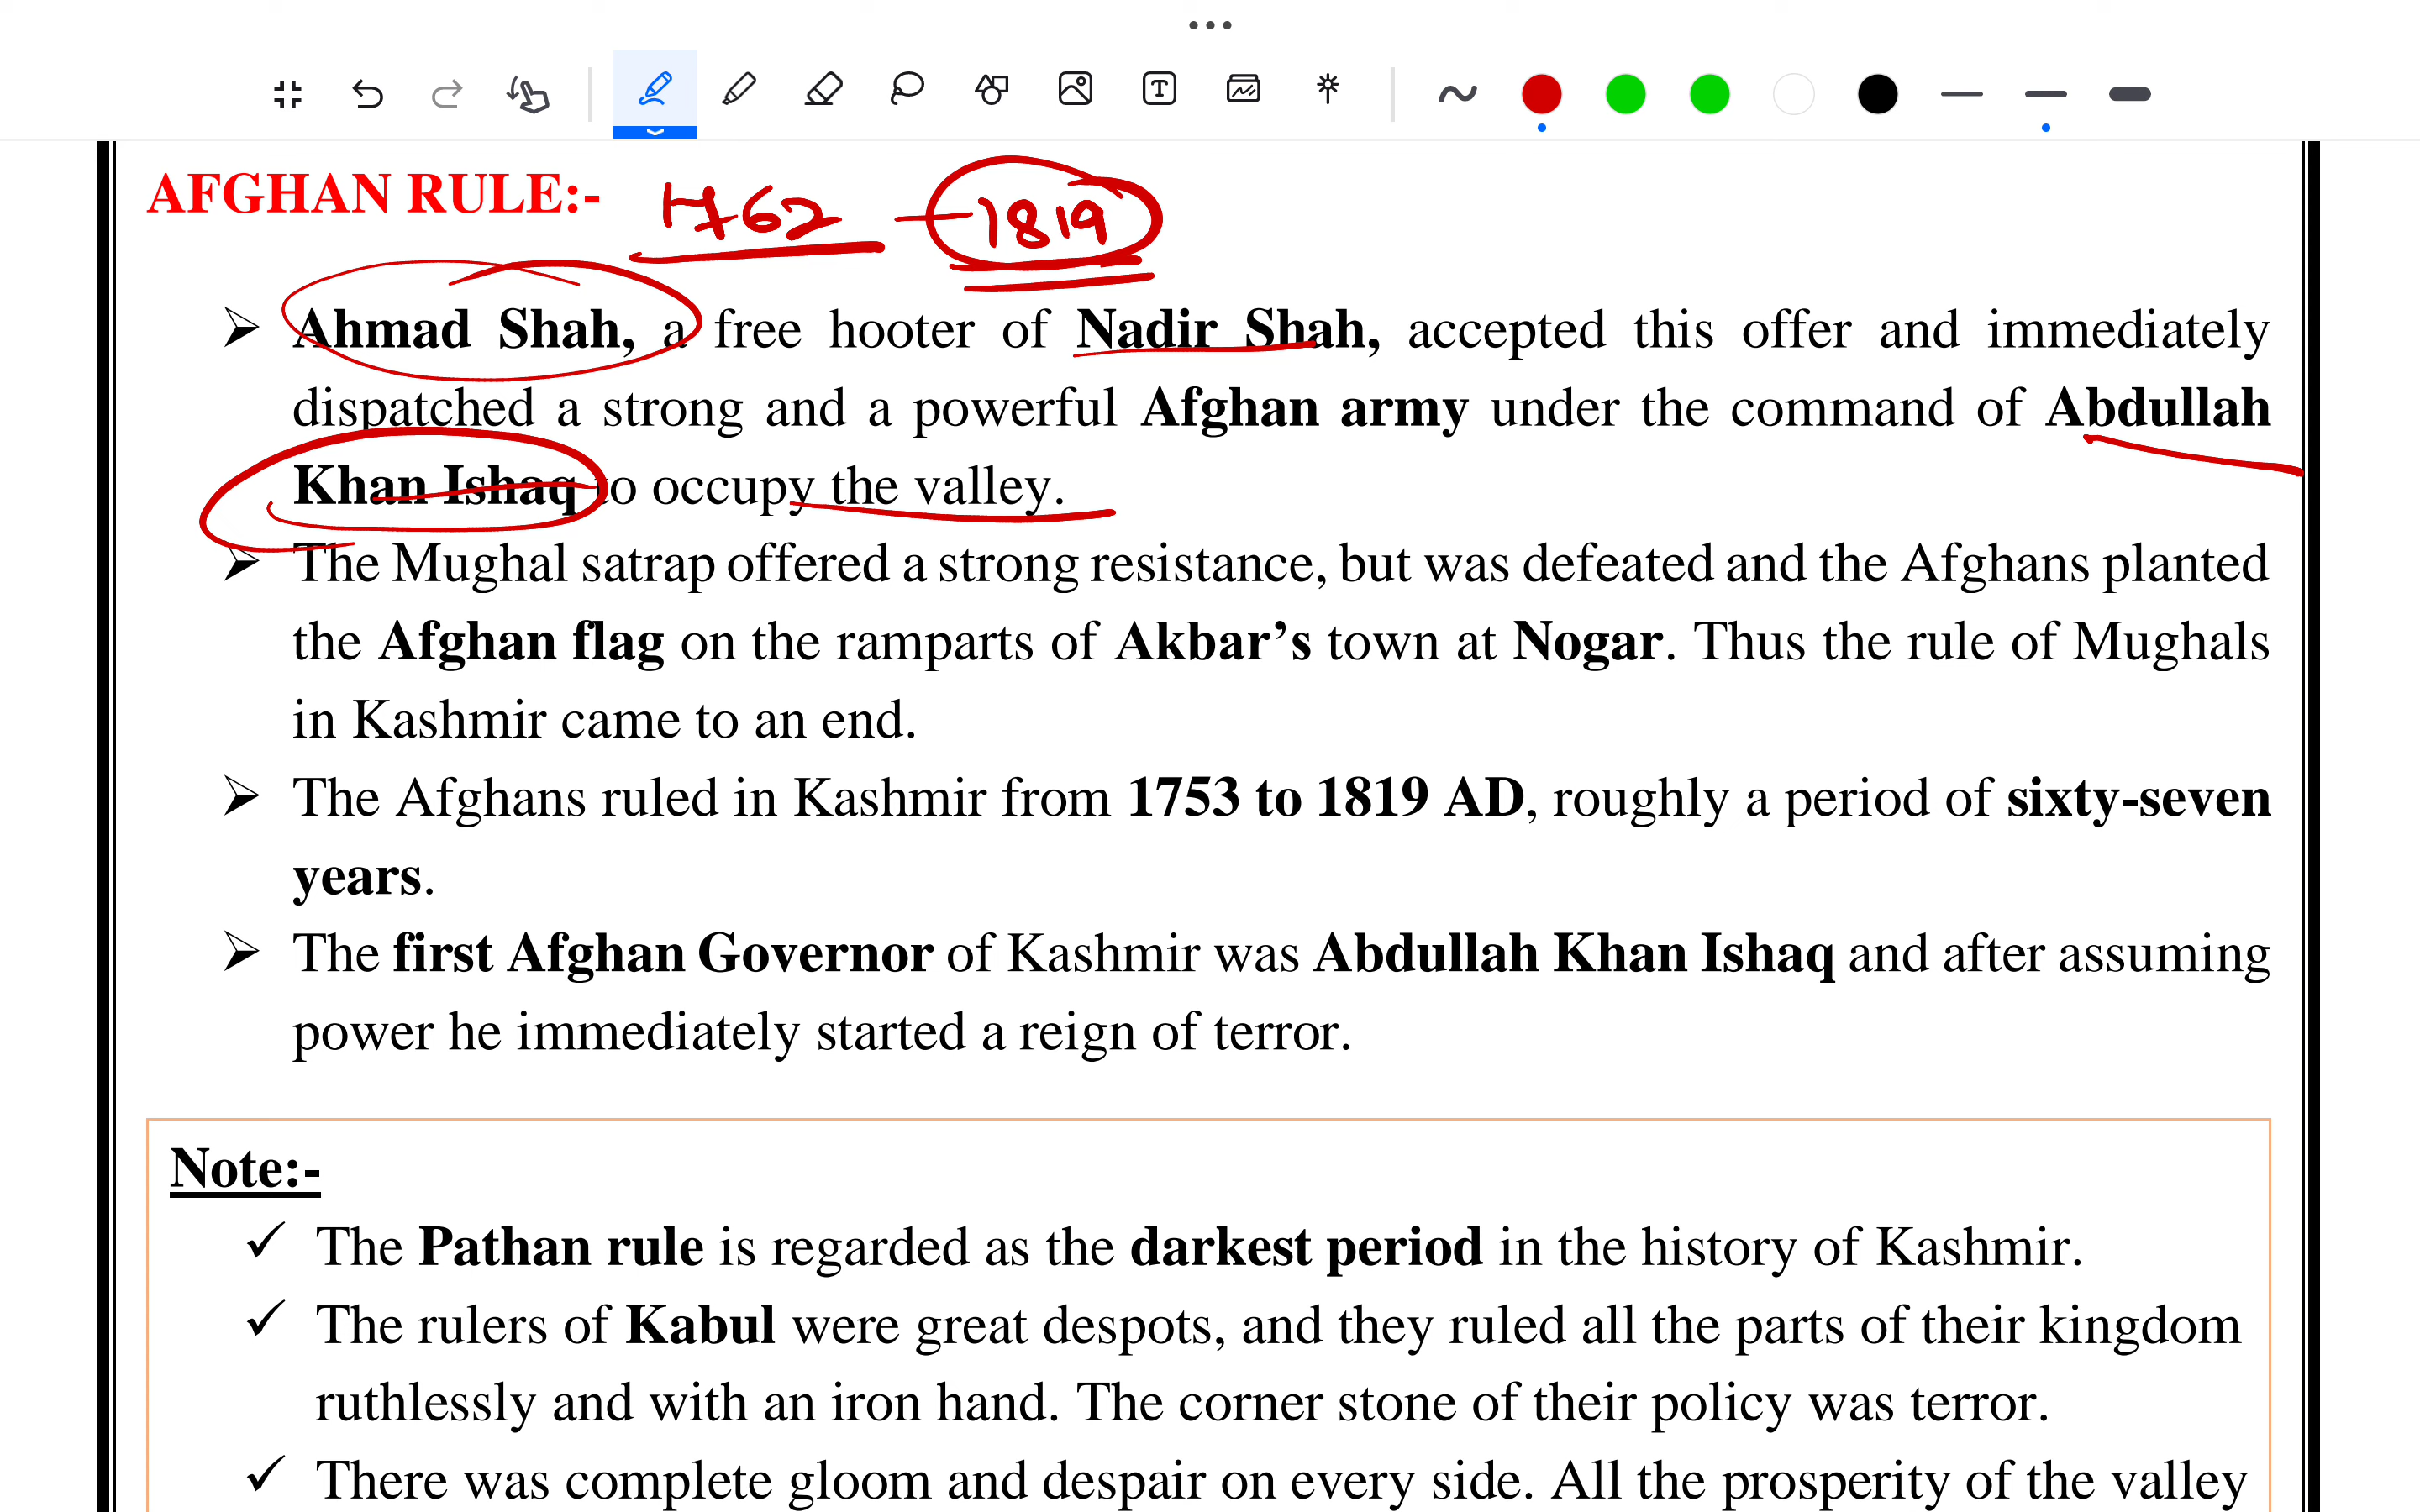 AFGHAN RULE:- 1762 - 1819
➢ Ahmad Shah, a free hooter of Nadir Shah, accepted this offer and immediately
dispatched a strong and a powerful Afghan army under the command of Abdullah
Khan Ishaq to occupy the valley.
➢ The Mughal satrap offered a strong resistance, but was defeated and the Afghans planted
the Afghan flag on the ramparts of Akbar’s town at Nogar. Thus the rule of Mughals
in Kashmir came to an end.
➢ The Afghans ruled in Kashmir from 1753 to 1819 AD, roughly a period of sixty-seven
years.
➢ The first Afghan Governor of Kashmir was Abdullah Khan Ishaq and after assuming
power he immediately started a reign of terror.
Note:-
✓ The Pathan rule is regarded as the darkest period in the history of Kashmir.
✓ The rulers of Kabul were great despots, and they ruled all the parts of their kingdom
ruthlessly and with an iron hand. The corner stone of their policy was terror.
✓ There was complete gloom and despair on every side. All the prosperity of the valley